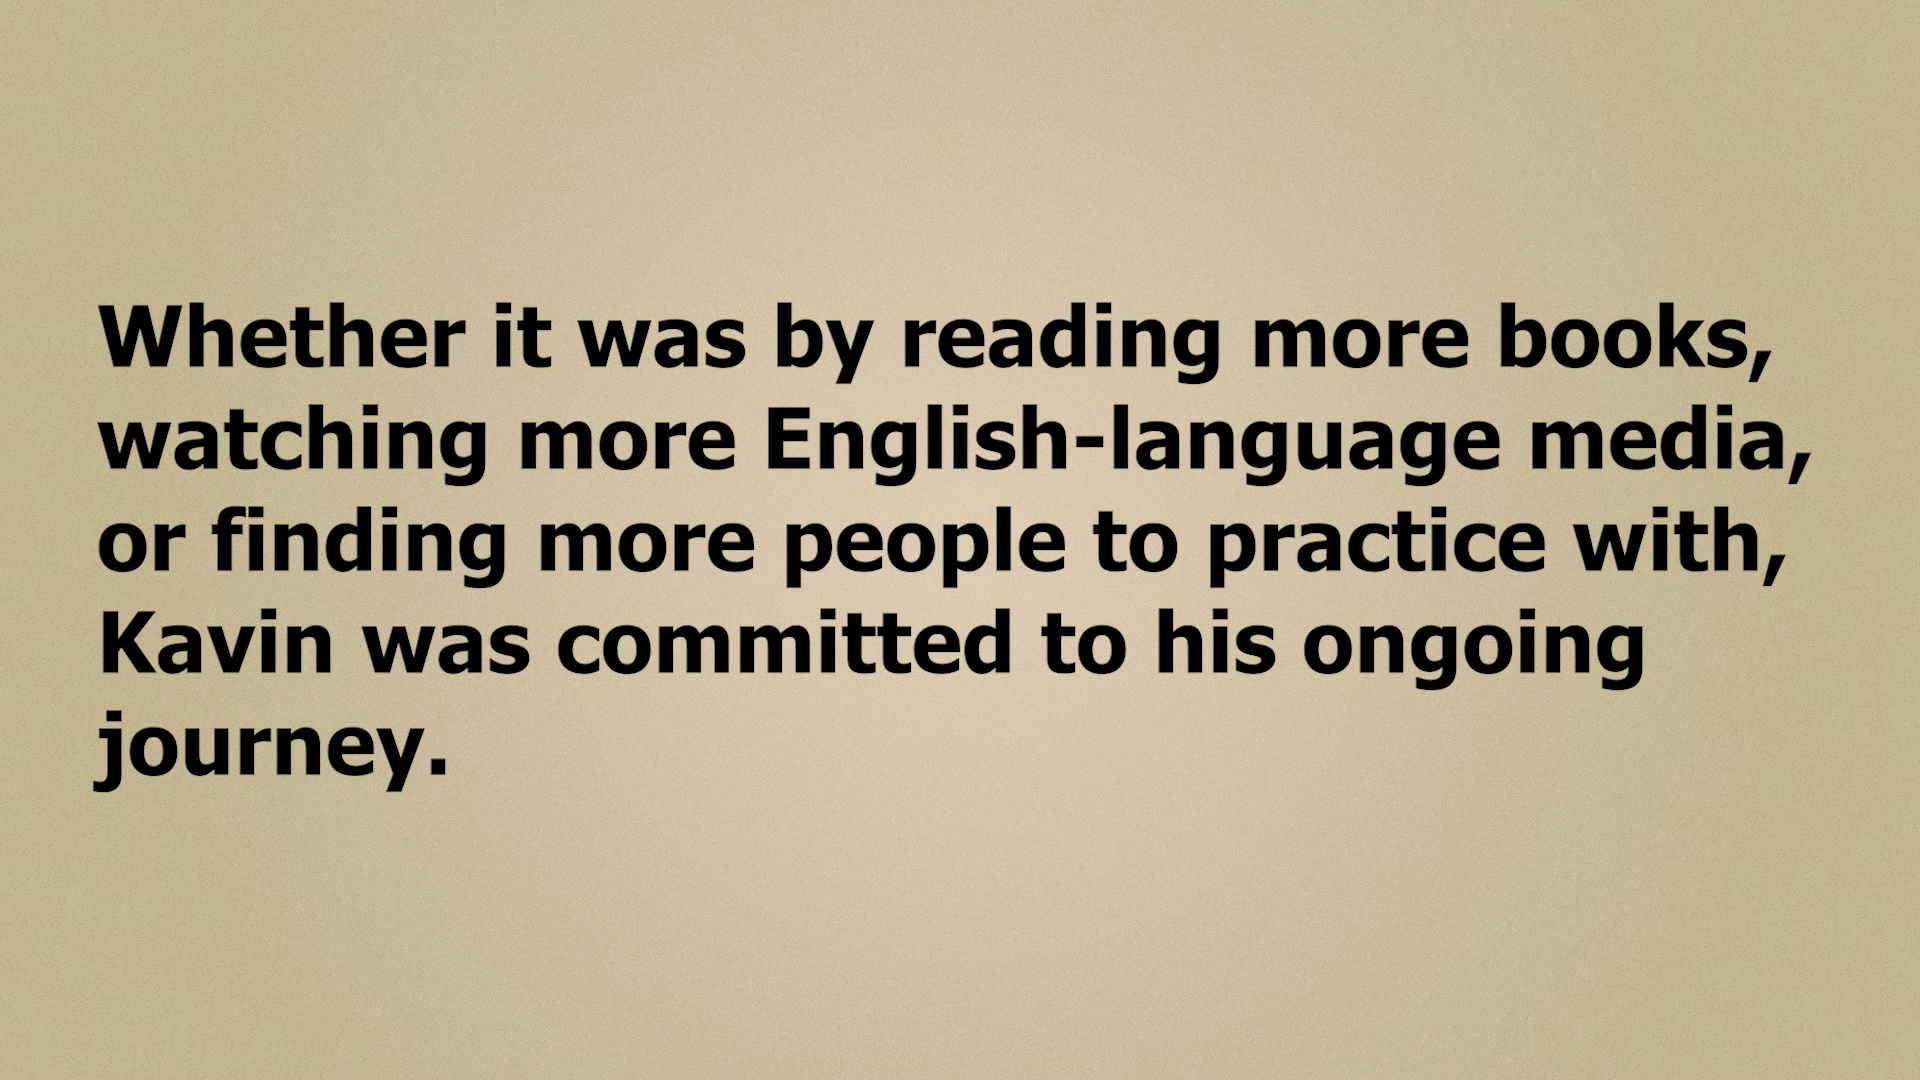 Whether it was by reading more books,
watching more English-language media,
or finding more people to practice with,
Kavin was committed to his ongoing
journey.